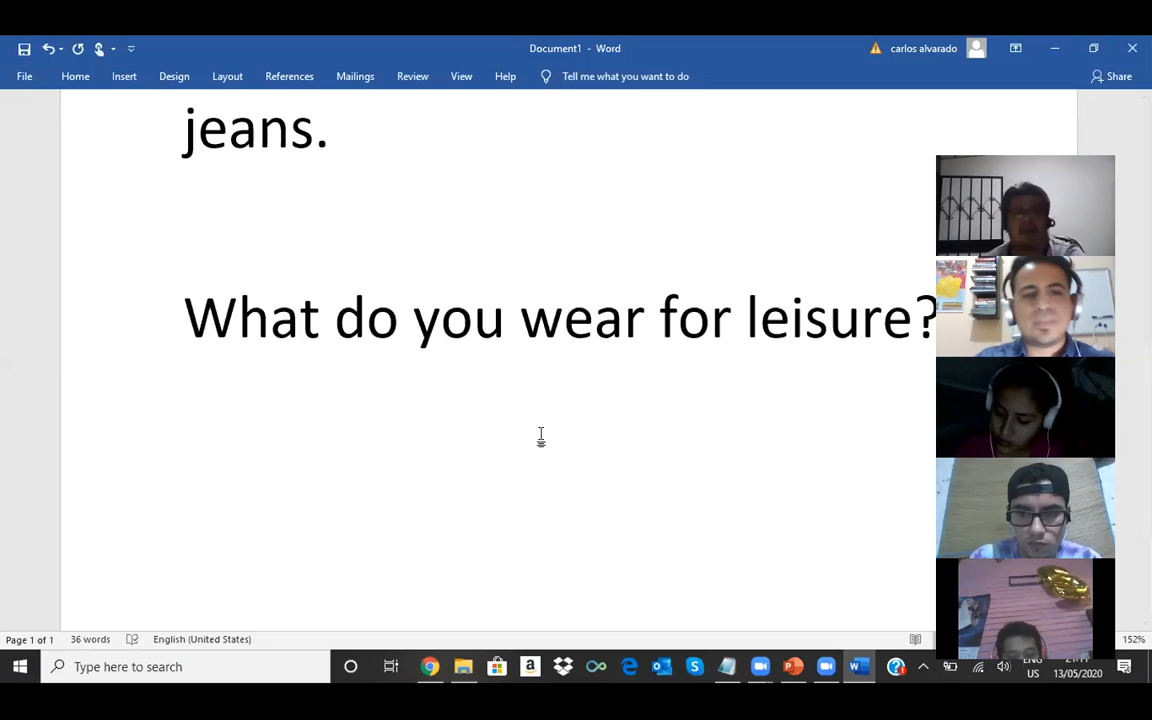 Document1 - Word
carlos alvarado
File Home Insert Design Layout References Mailings Review View Help Tell me what you want to do Share
jeans.
What do you wear for leisure?
Page 1 of 1 36 words English (United States) 152%
Type here to search
ENG
US 13/05/2020